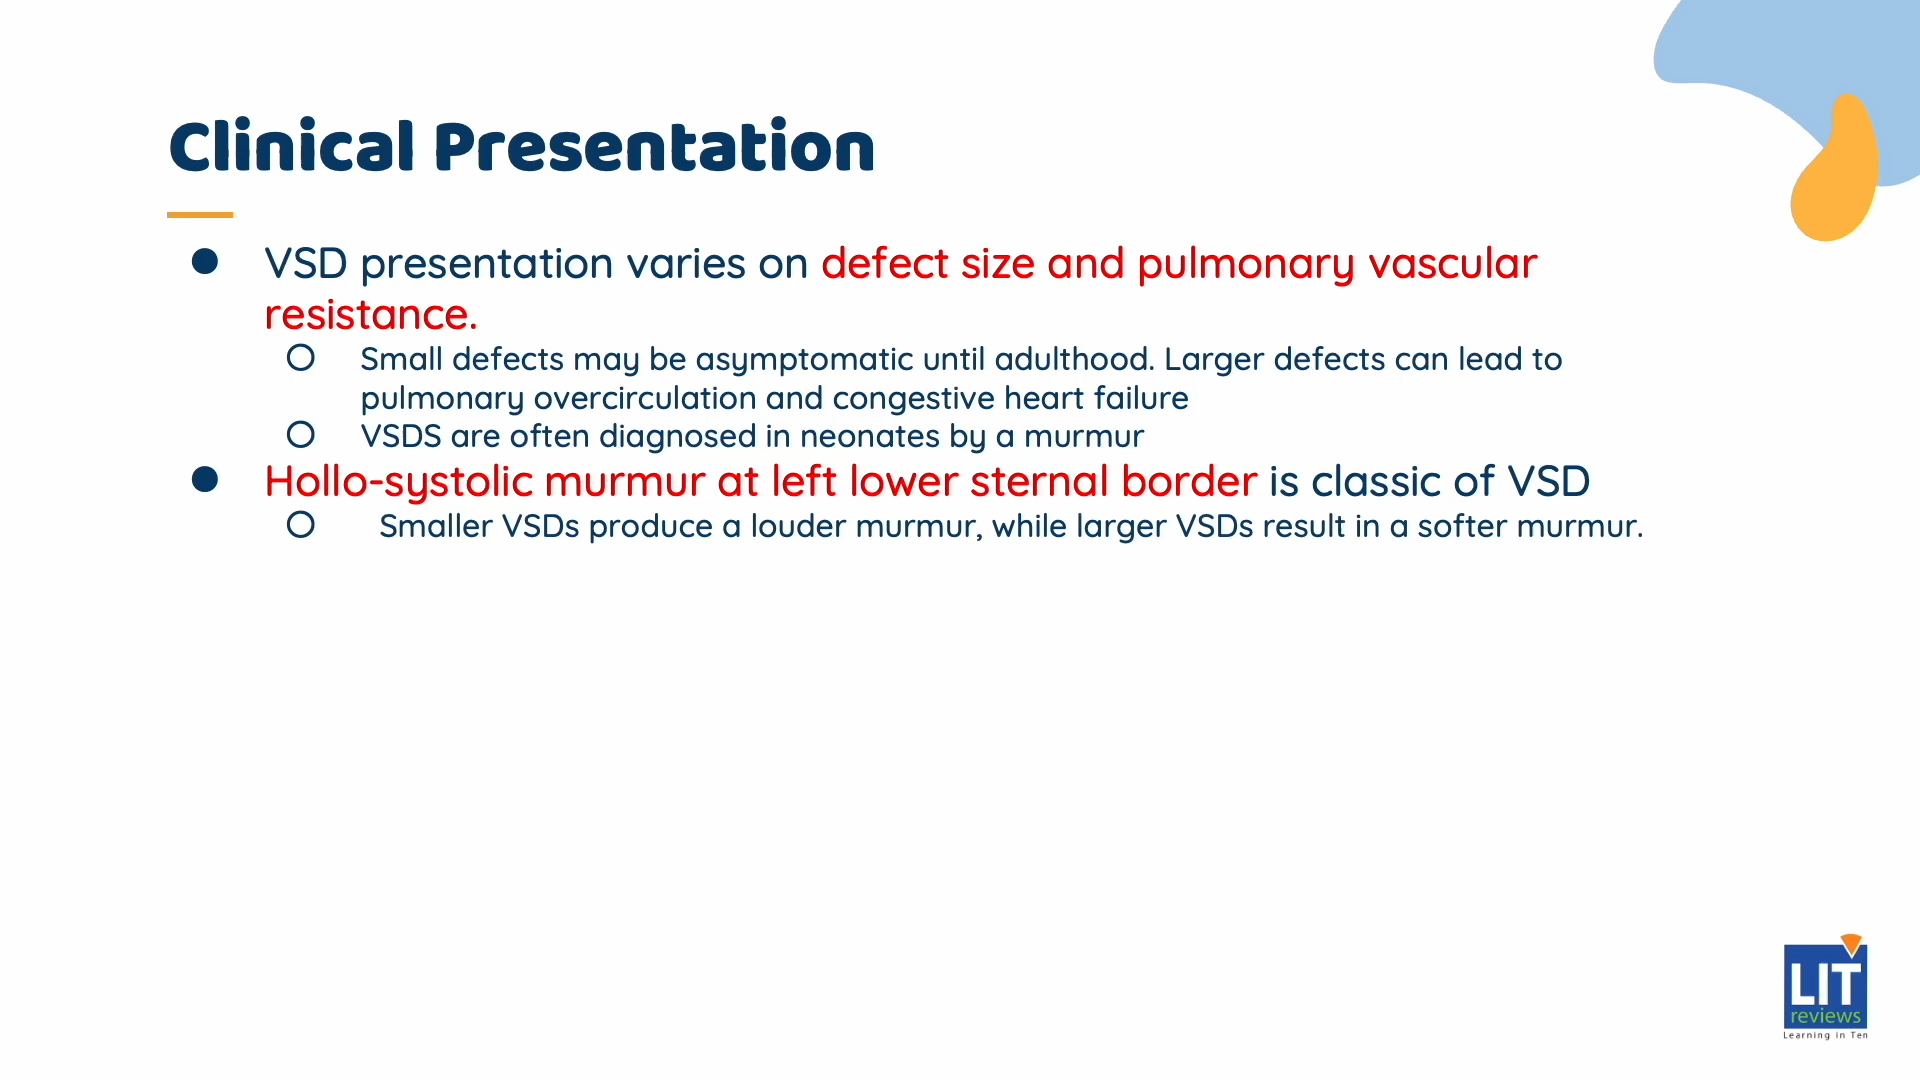 Clinical Presentation
● VSD presentation varies on defect size and pulmonary vascular
resistance.
○ Small defects may be asymptomatic until adulthood. Larger defects can lead to
pulmonary overcirculation and congestive heart failure
○ VSDS are often diagnosed in neonates by a murmur
● Hollo-systolic murmur at left lower sternal border is classic of VSD
○ Smaller VSDs produce a louder murmur, while larger VSDs result in a softer murmur.
LIT
reviews
Learning in Ten